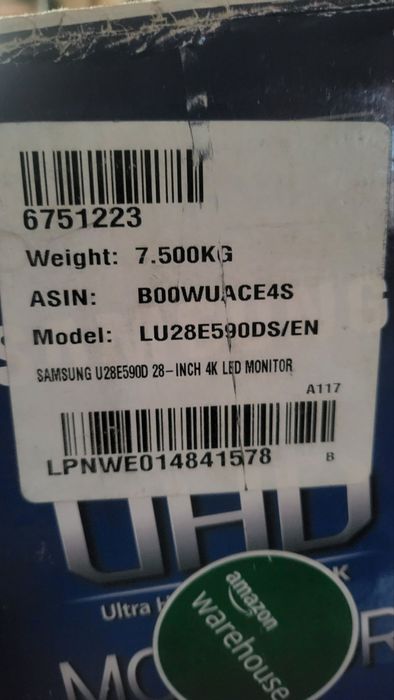 6751223
Weight: 7.500KG
ASIN: B00WUACE4S
Model: LU28E590DS/EN
SAMSUNG U28E590D 28-INCH 4K LED MONITOR
A117
LPNWE014841578 B
UHD
Ultra
amazon
warehouse